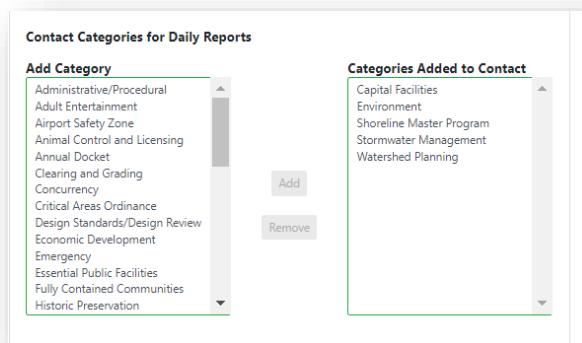 Contact Categories for Daily Reports
Add Category
Administrative/Procedural
Adult Entertainment
Airport Safety Zone
Animal Control and Licensing
Annual Docket
Clearing and Grading
Concurrency
Critical Areas Ordinance
Design Standards/Design Review
Economic Development
Emergency
Essential Public Facilities
Fully Contained Communities
Historic Preservation
Add
Remove
Categories Added to Contact
Capital Facilities
Environment
Shoreline Master Program
Stormwater Management
Watershed Planning